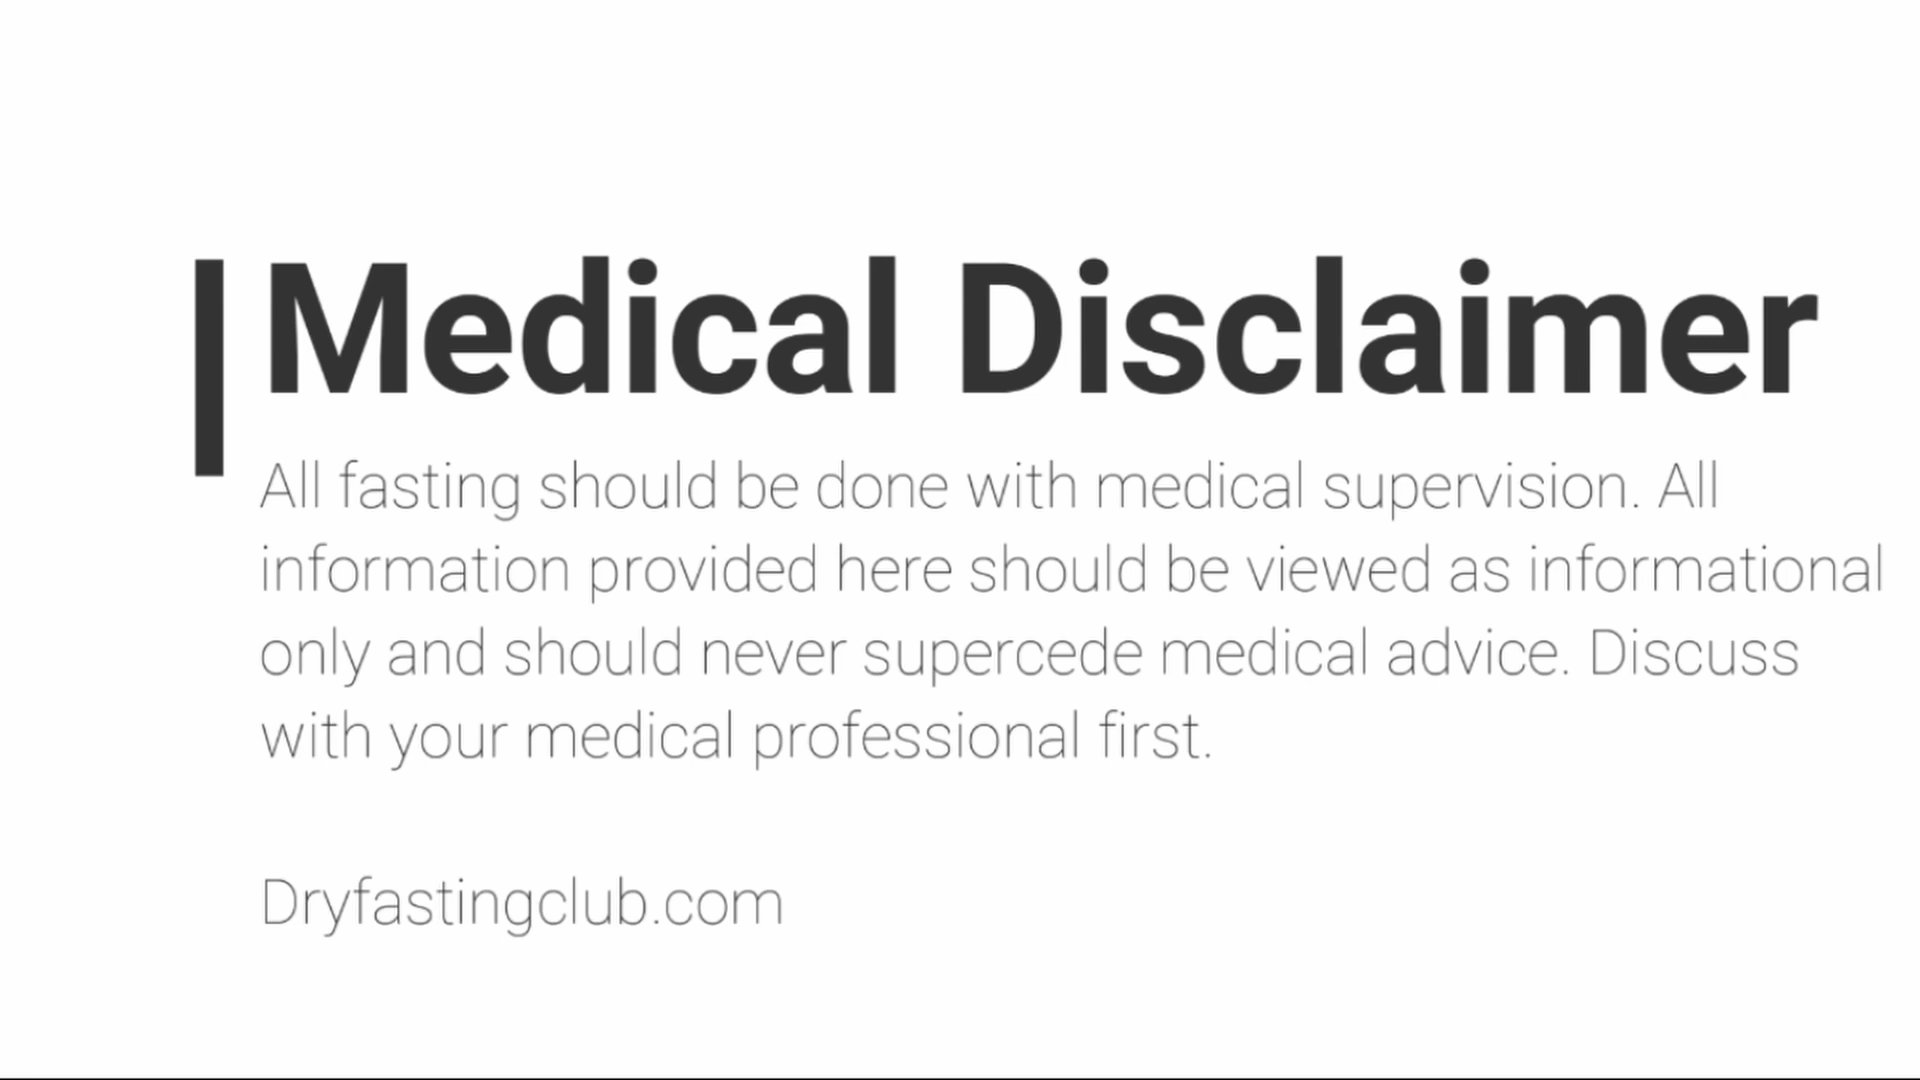 Medical Disclaimer
All fasting should be done with medical supervision. All
information provided here should be viewed as informational
only and should never supercede medical advice. Discuss
with your medical professional first.
Dryfastingclub.com